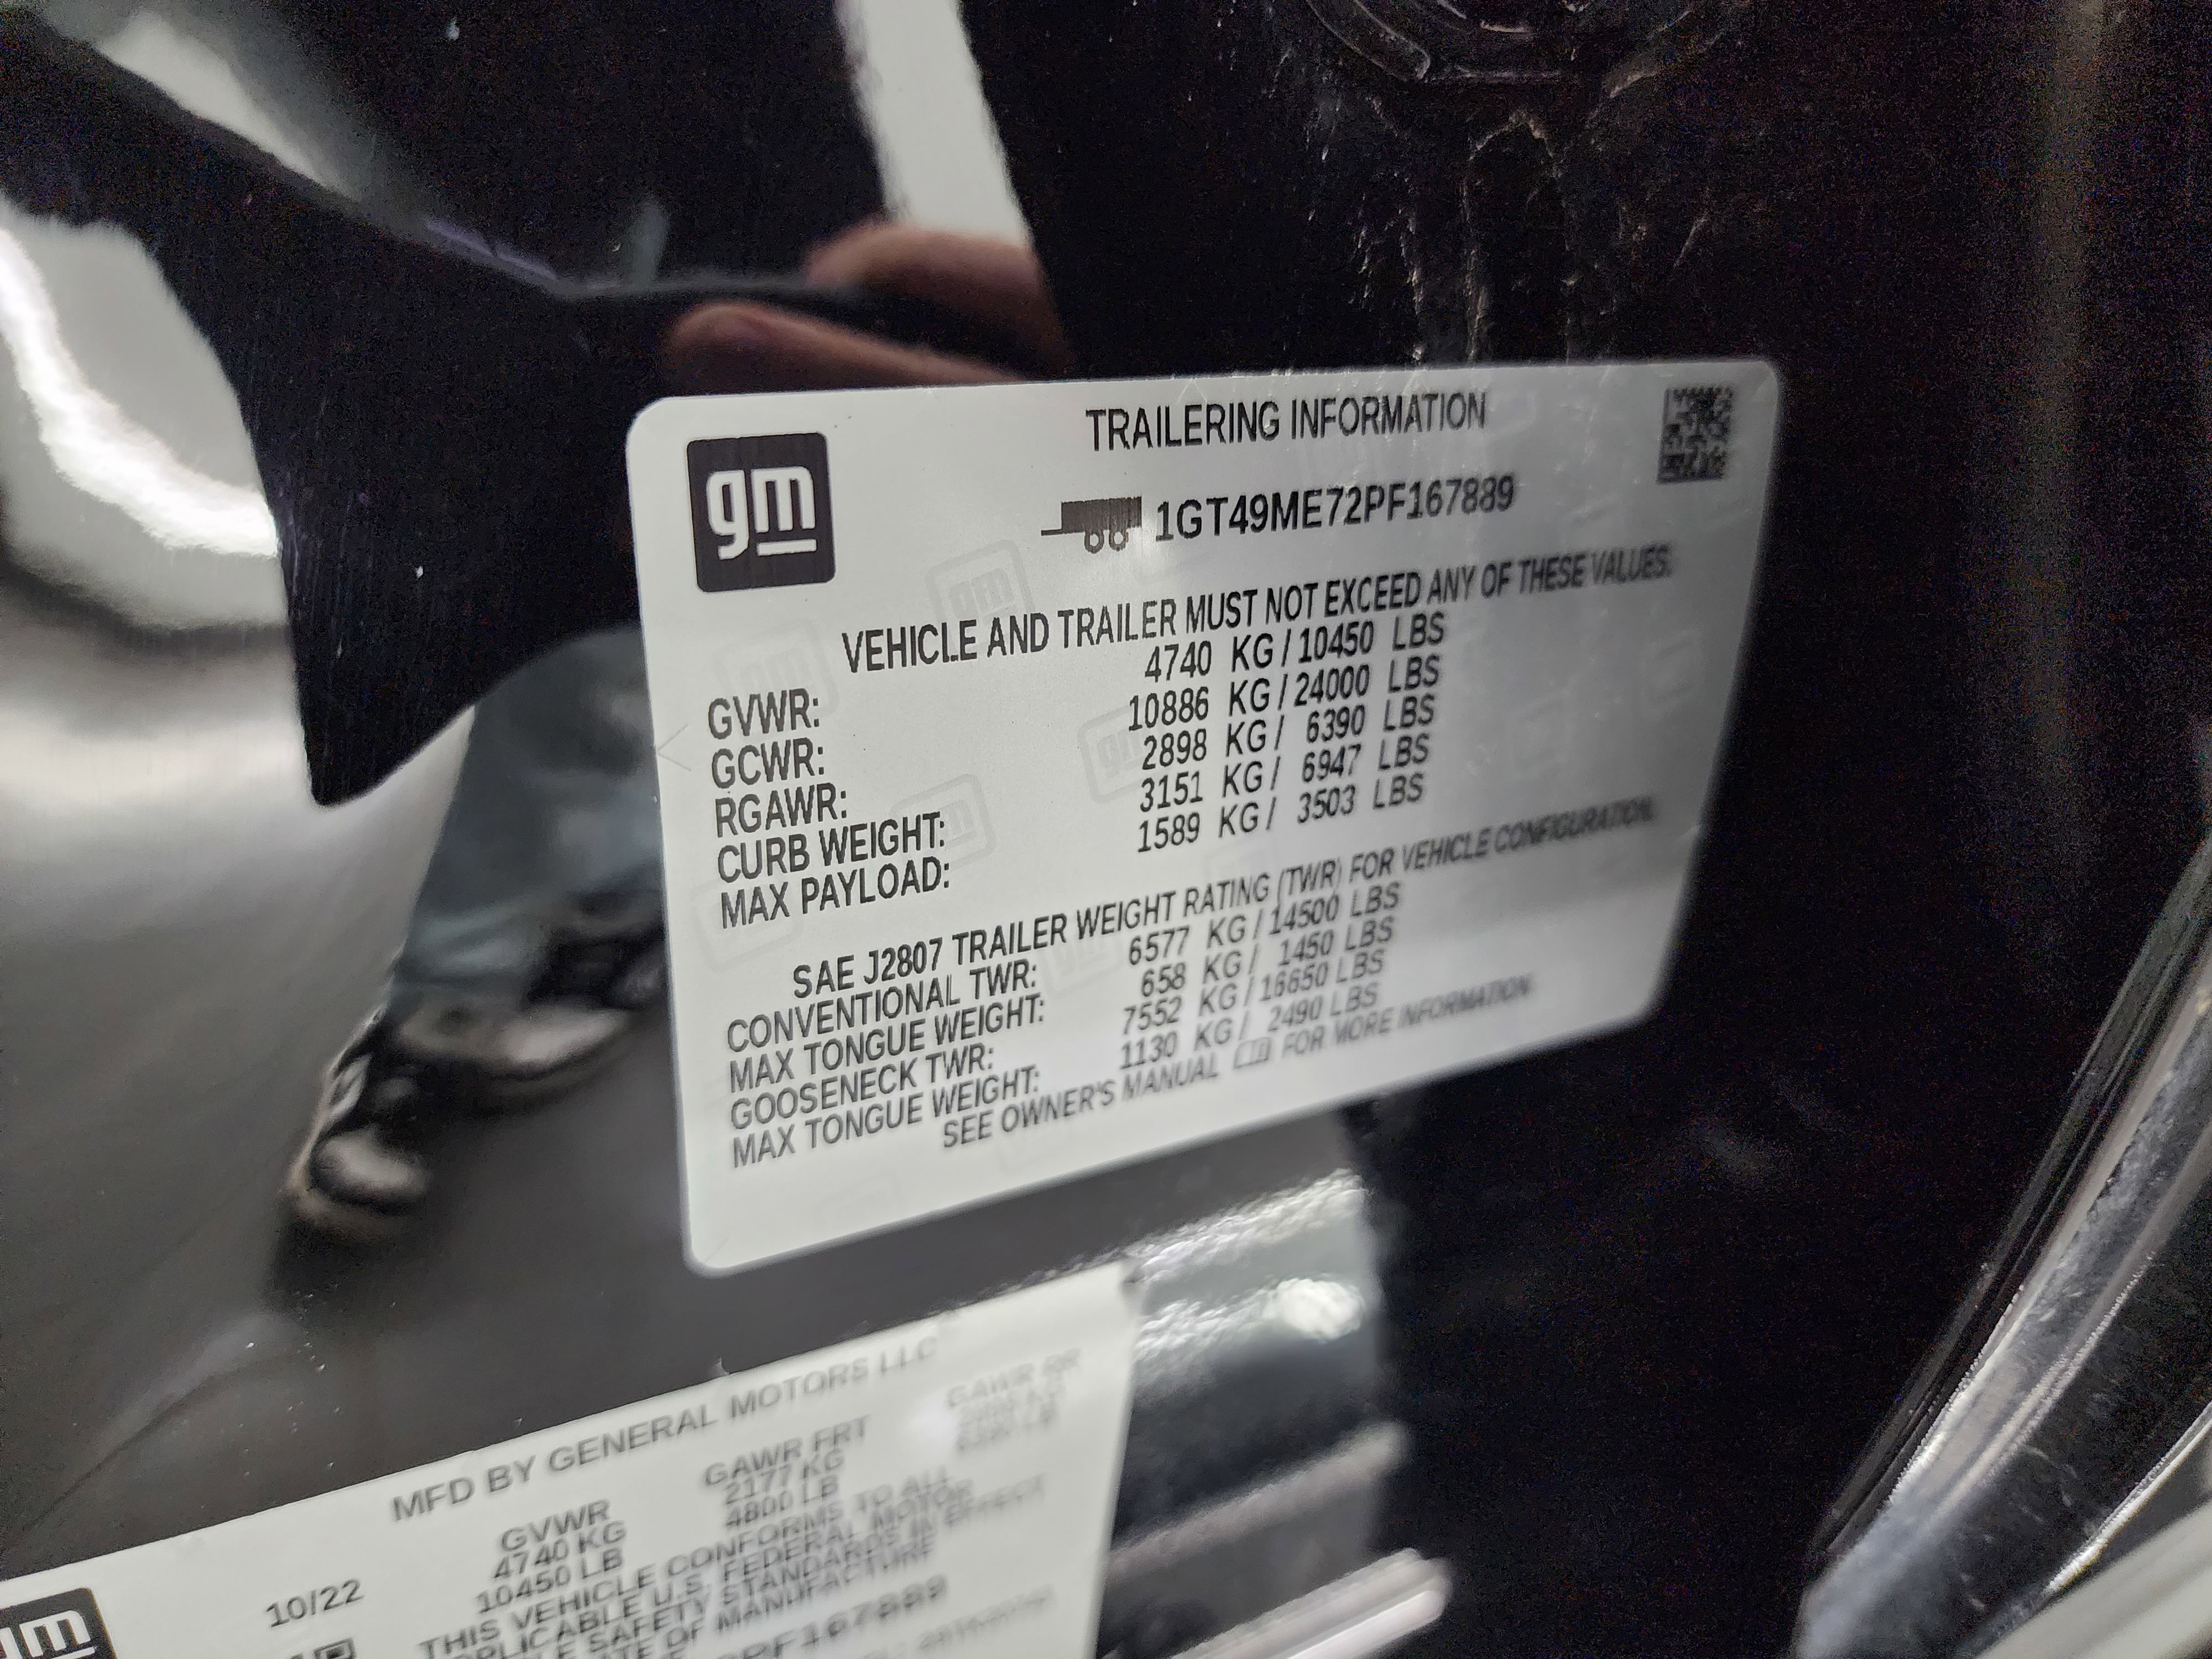 gm
TRAILERING INFORMATION
1GT49ME72PF167889
VEHICLE AND TRAILER MUST NOT EXCEED ANY OF THESE VALUES.
GVWR: 4740 KG / 10450 LBS
GCWR: 10886 KG / 24000 LBS
RGAWR: 2898 KG / 6390 LBS
CURB WEIGHT: 3151 KG / 6947 LBS
MAX PAYLOAD: 1589 KG / 3503 LBS
SAE J2807 TRAILER WEIGHT RATING (TWR) FOR VEHICLE CONFIGURATION.
CONVENTIONAL TWR: 6577 KG / 14500 LBS
MAX TONGUE WEIGHT: 658 KG / 1450 LBS
GOOSENECK TWR: 7552 KG / 16650 LBS
MAX TONGUE WEIGHT: 1130 KG / 2490 LBS
SEE OWNER'S MANUAL FOR MORE INFORMATION
MFD BY GENERAL MOTORS LLC
10/22
GVWR GAWR FRT GAWR RR
4740 KG 2177 KG
10450 LB 4800 LB
THIS VEHICLE CONFORMS TO ALL
U.S. FEDERAL MOTOR
SAFETY STANDARDS IN EFFECT
OF MANUFACTURE
PF167889
gm